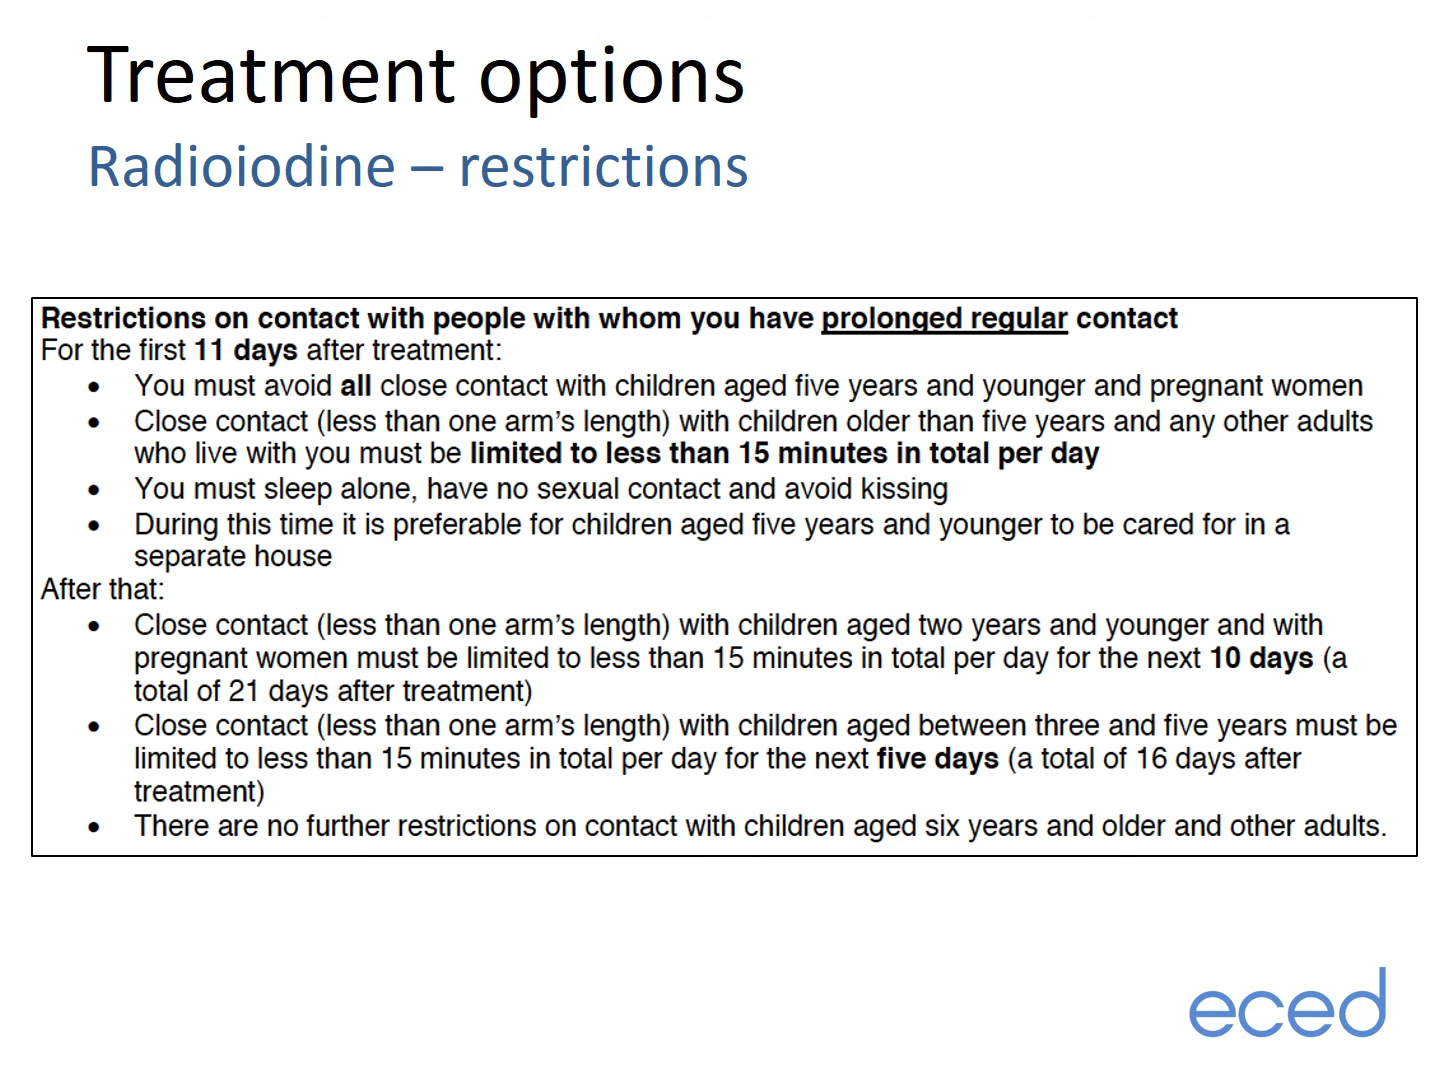 Treatment options
Radioiodine – restrictions
Restrictions on contact with people with whom you have prolonged regular contact
For the first 11 days after treatment:
• You must avoid all close contact with children aged five years and younger and pregnant women
• Close contact (less than one arm’s length) with children older than five years and any other adults
who live with you must be limited to less than 15 minutes in total per day
• You must sleep alone, have no sexual contact and avoid kissing
• During this time it is preferable for children aged five years and younger to be cared for in a
separate house
After that:
• Close contact (less than one arm’s length) with children aged two years and younger and with
pregnant women must be limited to less than 15 minutes in total per day for the next 10 days (a
total of 21 days after treatment)
• Close contact (less than one arm’s length) with children aged between three and five years must be
limited to less than 15 minutes in total per day for the next five days (a total of 16 days after
treatment)
• There are no further restrictions on contact with children aged six years and older and other adults.
eced